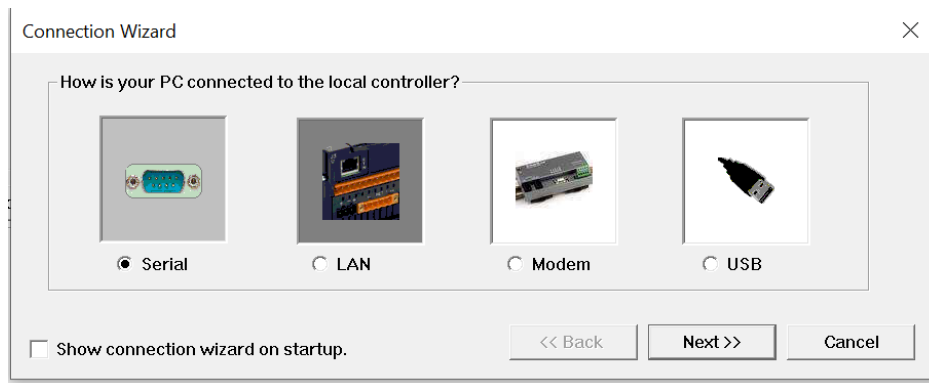 Connection Wizard
How is your PC connected to the local controller?
Serial
LAN
Modem
USB
Show connection wizard on startup.
<< Back
Next >>
Cancel